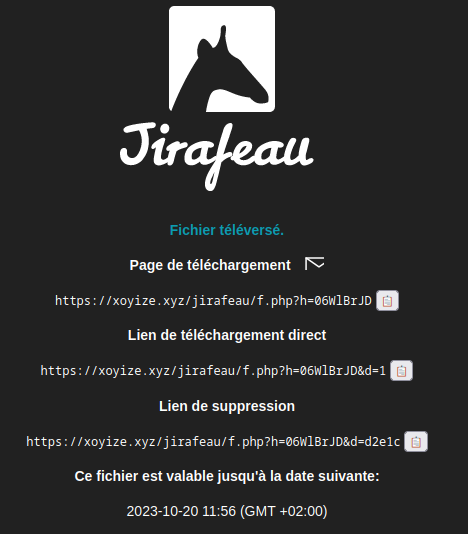 Jirafeau
Fichier téléversé.
Page de téléchargement
https://xoyize.xyz/jirafeau/f.php?h=06WlBrJD
Lien de téléchargement direct
https://xoyize.xyz/jirafeau/f.php?h=06WlBrJD&d=1
Lien de suppression
https://xoyize.xyz/jirafeau/f.php?h=06WlBrJD&d=d2e1c
Ce fichier est valable jusqu'à la date suivante:
2023-10-20 11:56 (GMT +02:00)